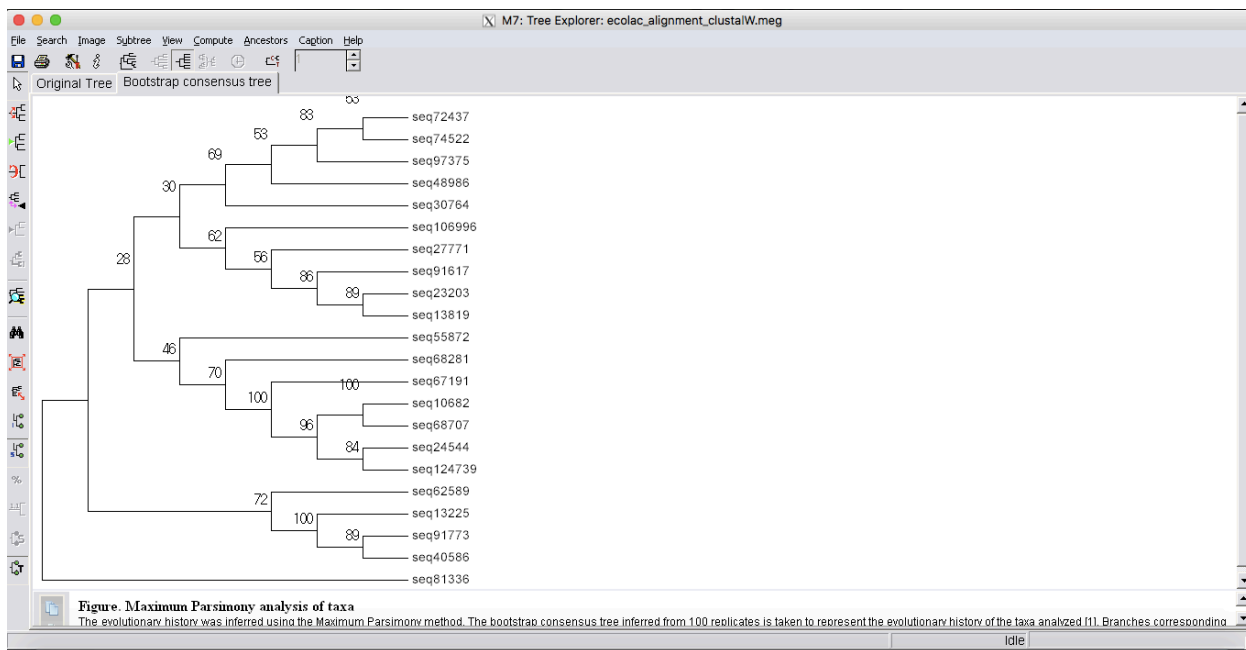 M7: Tree Explorer: ecolac_alignment_clustalW.meg
File Search Image Subtree View Compute Ancestors Caption Help
1
Original Tree Bootstrap consensus tree
53
83 seq72437
53 seq74522
69 seq97375
30 seq48986
seq30764
62 seq106996
28 56 seq27771
86 seq91617
89 seq23203
seq13819
46 seq55872
70 seq68281
100 100 seq67191
seq10682
96 seq68707
84 seq24544
seq124739
72 seq62589
100 seq13225
89 seq91773
seq40586
seq81336
Figure. Maximum Parsimony analysis of taxa
The evolutionary history was inferred using the Maximum Parsimony method. The bootstrap consensus tree inferred from 100 replicates is taken to represent the evolutionary history of the taxa analyzed [1]. Branches corresponding
Idle